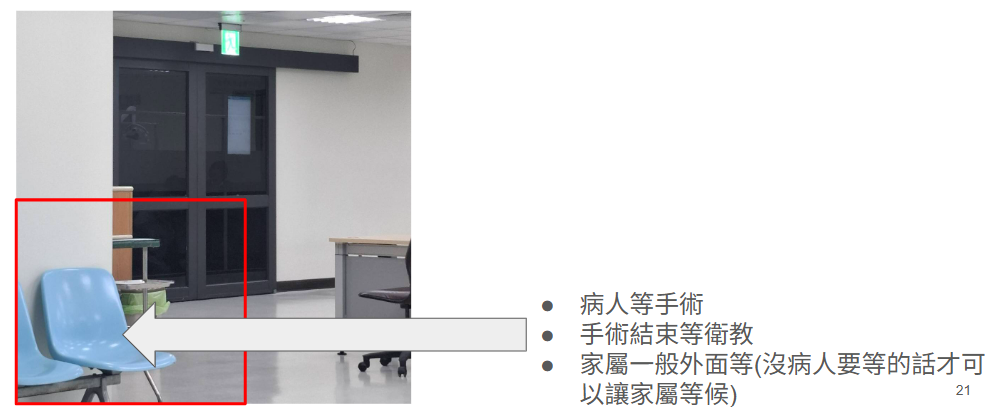 ● 病人等手術
● 手術結束等衛教
● 家屬一般外面等(沒病人要等的話才可
以讓家屬等候)
21